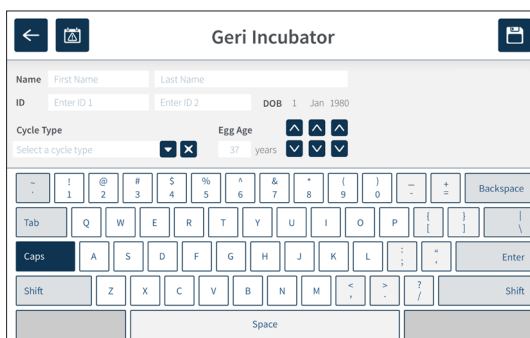 Geri Incubator
Name First Name Last Name
ID Enter ID 1 Enter ID 2 DOB 1 Jan 1980
Cycle Type Egg Age
Select a cycle type 37 years
~ ! @ # $ % ^ & * ( ) _ +
` 1 2 3 4 5 6 7 8 9 0 - = Backspace
Tab Q W E R T Y U I O P { [ } ] | \
Caps A S D F G H J K L : ; " ' Enter
Shift Z X C V B N M < , > . ? / Shift
Space